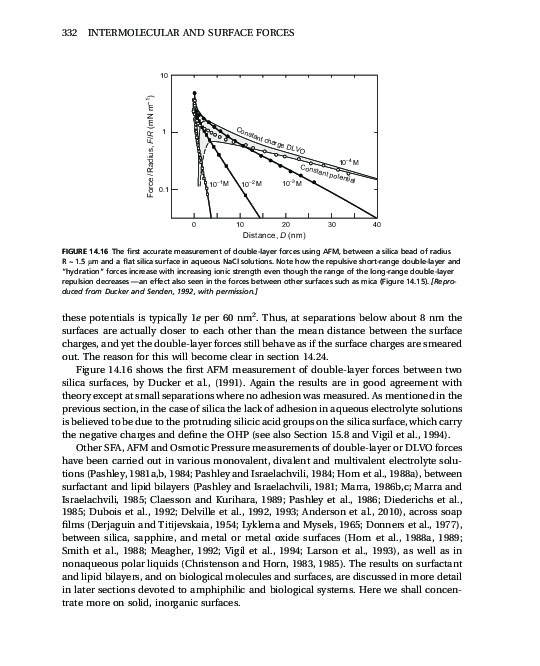 332 INTERMOLECULAR AND SURFACE FORCES
10
1
0.1
Force / Radius, F/R (mN m⁻¹)
Constant charge DLVO
10⁻⁴ M
Constant potential
10⁻¹ M
10⁻² M
10⁻³ M
0
10
20
30
40
Distance, D (nm)
FIGURE 14.16 The first accurate measurement of double-layer forces using AFM, between a silica bead of radius
R ~ 1.5 μm and a flat silica surface in aqueous NaCl solutions. Note how the repulsive short-range double-layer and
“hydration” forces increase with increasing ionic strength even though the range of the long-range double-layer
repulsion decreases—an effect also seen in the forces between other surfaces such as mica (Figure 14.15). [Repro-
duced from Ducker and Senden, 1992, with permission.]
these potentials is typically 1e per 60 nm². Thus, at separations below about 8 nm the
surfaces are actually closer to each other than the mean distance between the surface
charges, and yet the double-layer forces still behave as if the surface charges are smeared
out. The reason for this will become clear in section 14.24.
Figure 14.16 shows the first AFM measurement of double-layer forces between two
silica surfaces, by Ducker et al., (1991). Again the results are in good agreement with
theory except at small separations where no adhesion was measured. As mentioned in the
previous section, in the case of silica the lack of adhesion in aqueous electrolyte solutions
is believed to be due to the protruding silicic acid groups on the silica surface, which carry
the negative charges and define the OHP (see also Section 15.8 and Vigil et al., 1994).
Other SFA, AFM and Osmotic Pressure measurements of double-layer or DLVO forces
have been carried out in various monovalent, divalent and multivalent electrolyte solu-
tions (Pashley, 1981a,b, 1984; Pashley and Israelachvili, 1984; Horn et al., 1988a), between
surfactant and lipid bilayers (Pashley and Israelachvili, 1981; Marra, 1986b,c; Marra and
Israelachvili, 1985; Claesson and Kurihara, 1989; Pashley et al., 1986; Diederichs et al.,
1985; Dubois et al., 1992; Delville et al., 1992, 1993; Anderson et al., 2010), across soap
films (Derjaguin and Titijevskaia, 1954; Lyklema and Mysels, 1965; Donners et al., 1977),
between silica, sapphire, and metal or metal oxide surfaces (Horn et al., 1988a, 1989;
Smith et al., 1988; Meagher, 1992; Vigil et al., 1994; Larson et al., 1993), as well as in
nonaqueous polar liquids (Christenson and Horn, 1983, 1985). The results on surfactant
and lipid bilayers, and on biological molecules and surfaces, are discussed in more detail
in later sections devoted to amphiphilic and biological systems. Here we shall concen-
trate more on solid, inorganic surfaces.